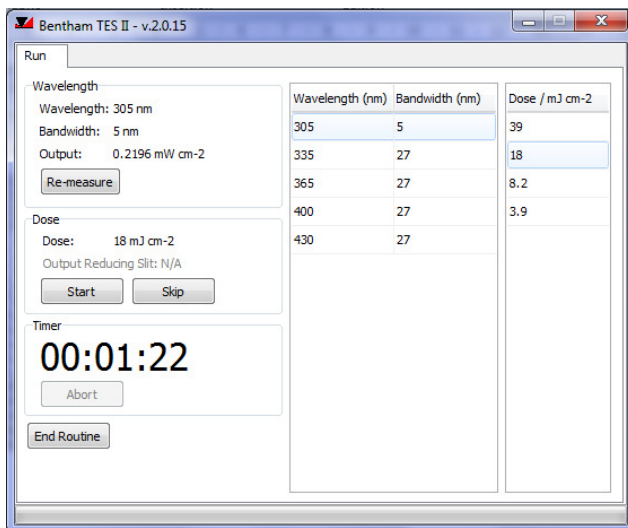 Bentham TES II - v.2.0.15
Run
Wavelength
Wavelength: 305 nm
Bandwidth: 5 nm
Output: 0.2196 mW cm-2
Re-measure
Dose
Dose: 18 mJ cm-2
Output Reducing Slit: N/A
Start Skip
Timer
00:01:22
Abort
End Routine
Wavelength (nm) Bandwidth (nm)
305 5
335 27
365 27
400 27
430 27
Dose / mJ cm-2
39
18
8.2
3.9